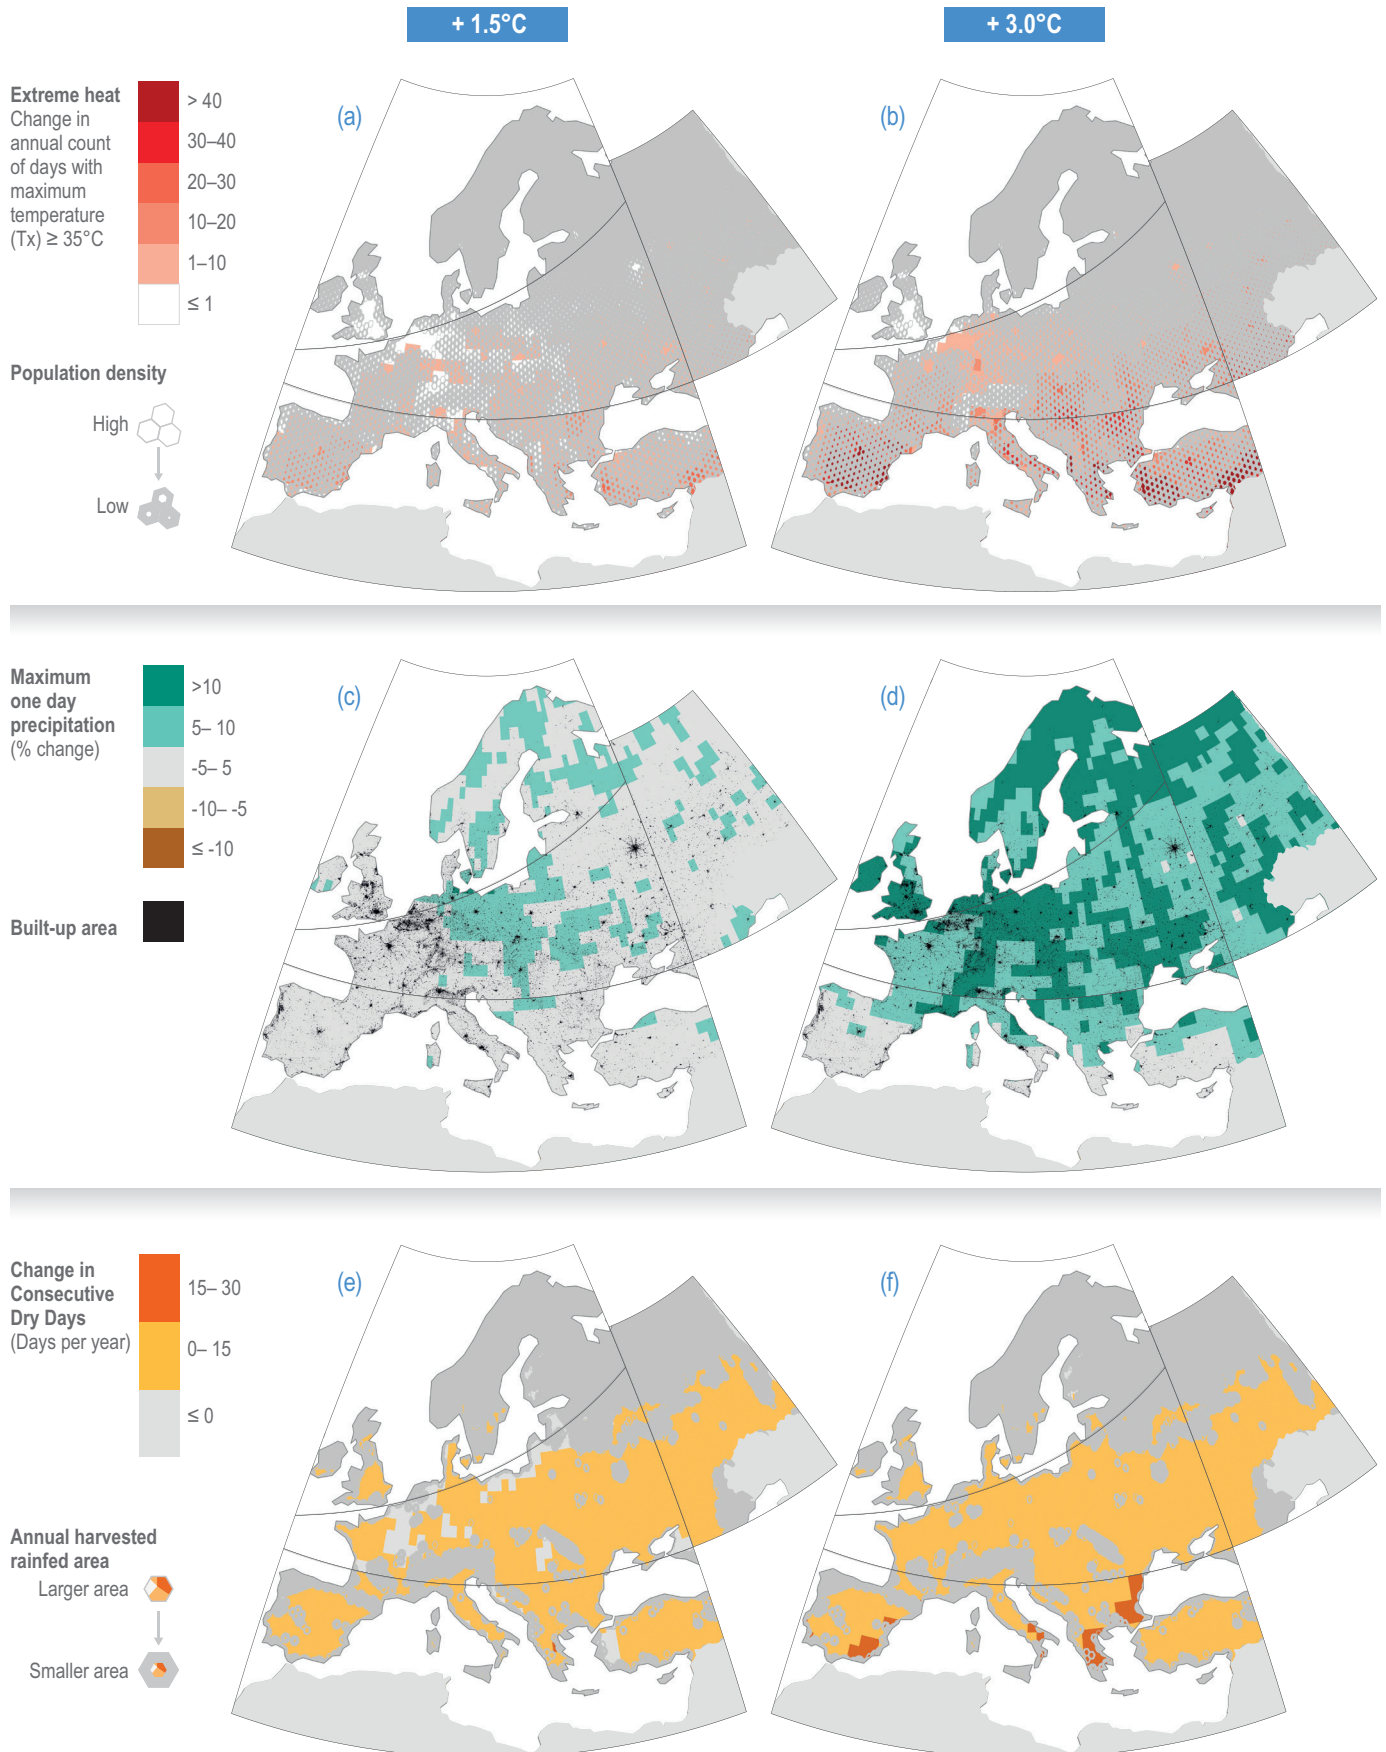 + 1.5°C
+ 3.0°C
Extreme heat
Change in
annual count
of days with
maximum
temperature
(Tx) ≥ 35°C
> 40
30–40
20–30
10–20
1–10
≤ 1
Population density
High
Low
(a)
(b)
Maximum
one day
precipitation
(% change)
>10
5– 10
-5– 5
-10– -5
≤ -10
Built-up area
(c)
(d)
Change in
Consecutive
Dry Days
(Days per year)
15– 30
0– 15
≤ 0
Annual harvested
rainfed area
Larger area
Smaller area
(e)
(f)